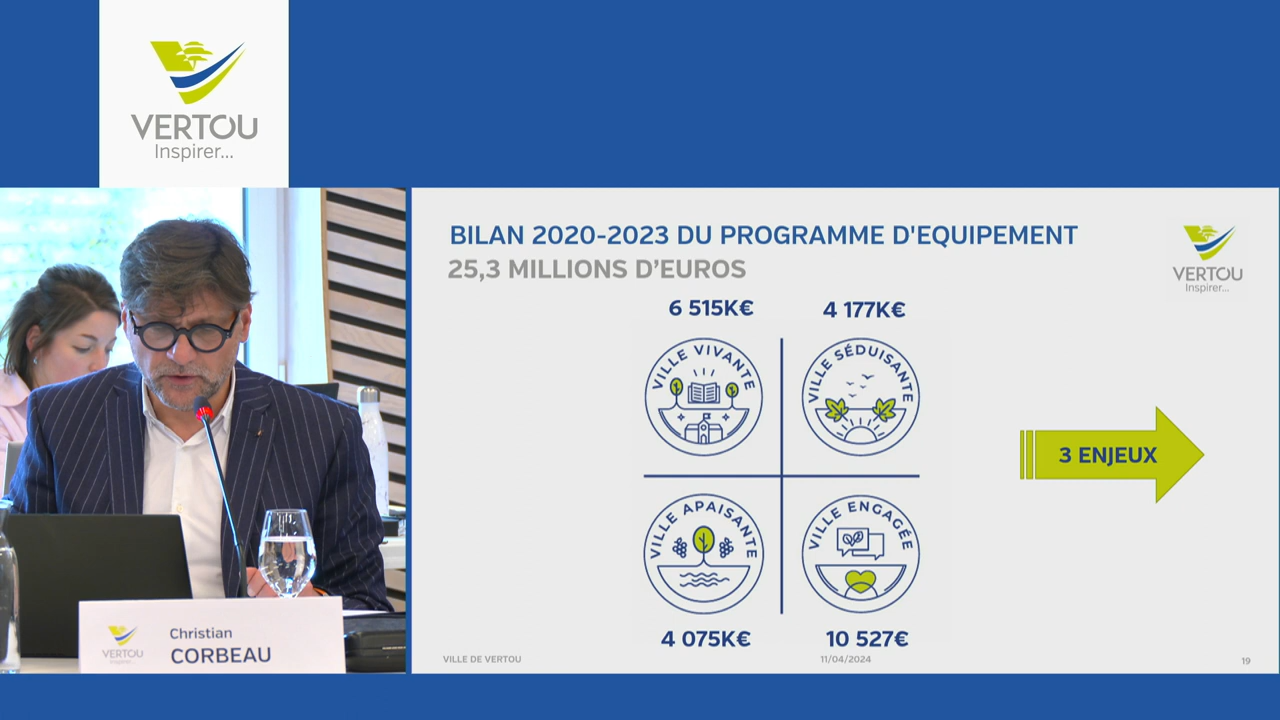 VERTOU
Inspirer...
BILAN 2020-2023 DU PROGRAMME D'EQUIPEMENT
25,3 MILLIONS D'EUROS
VERTOU
Inspirer...
6 515K€
4 177K€
VILLE VIVANTE
VILLE SÉDUISANTE
3 ENJEUX
VILLE APAISANTE
VILLE ENGAGÉE
4 075K€
10 527€
VILLE DE VERTOU
11/04/2024
19
Christian
CORBEAU
VERTOU
Inspirer...